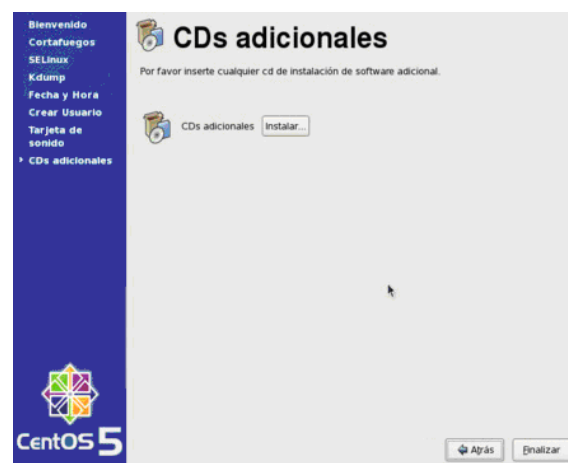 Bienvenido
Cortafuegos
SELinux
Kdump
Fecha y Hora
Crear Usuario
Tarjeta de
sonido
CDs adicionales
CDs adicionales
Por favor inserte cualquier cd de instalación de software adicional.
CDs adicionales Instalar...
CentOS 5
Atrás Finalizar